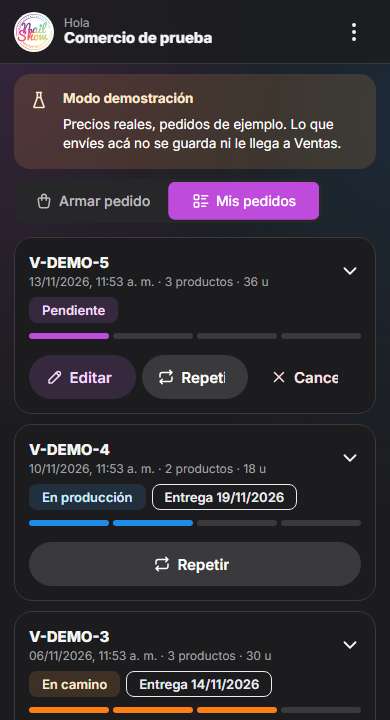 Nail
Show
Hola
Comercio de prueba
Modo demostración
Precios reales, pedidos de ejemplo. Lo que
envíes acá no se guarda ni le llega a Ventas.
Armar pedido
Mis pedidos
V-DEMO-5
13/11/2026, 11:53 a. m. · 3 productos · 36 u
Pendiente
Editar
Repeti
Cance
V-DEMO-4
10/11/2026, 11:53 a. m. · 2 productos · 18 u
En producción
Entrega 19/11/2026
Repetir
V-DEMO-3
06/11/2026, 11:53 a. m. · 3 productos · 30 u
En camino
Entrega 14/11/2026